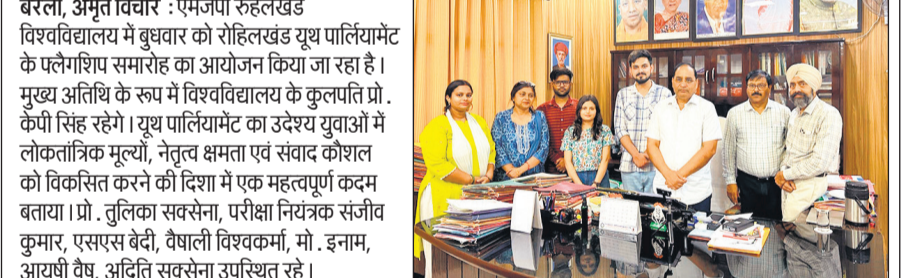 बरेली, अमृत विचार : एमजेपी रुहेलखंड
विश्वविद्यालय में बुधवार को रोहिलखंड यूथ पार्लियामेंट
के फ्लैगशिप समारोह का आयोजन किया जा रहा है।
मुख्य अतिथि के रूप में विश्वविद्यालय के कुलपति प्रो.
केपी सिंह रहेगे। यूथ पार्लियामेंट का उदेश्य युवाओं में
लोकतांत्रिक मूल्यों, नेतृत्व क्षमता एवं संवाद कौशल
को विकसित करने की दिशा में एक महत्वपूर्ण कदम
बताया। प्रो. तुलिका सक्सेना, परीक्षा नियंत्रक संजीव
कुमार, एसएस बेदी, वैषाली विश्वकर्मा, मो. इनाम,
आयषी वैष, अदिति सक्सेना उपस्थित रहे।